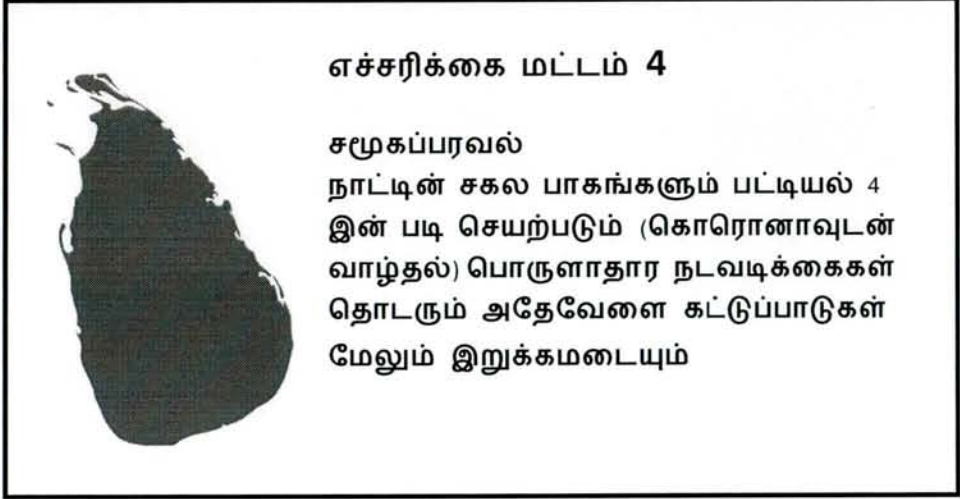 எச்சரிக்கை மட்டம் 4
சமூகப்பரவல்
நாட்டின் சகல பாகங்களும் பட்டியல் 4
இன் படி செயற்படும் (கொரொனாவுடன்
வாழ்தல்) பொருளாதார நடவடிக்கைகள்
தொடரும் அதேவேளை கட்டுப்பாடுகள்
மேலும் இறுக்கமடையும்